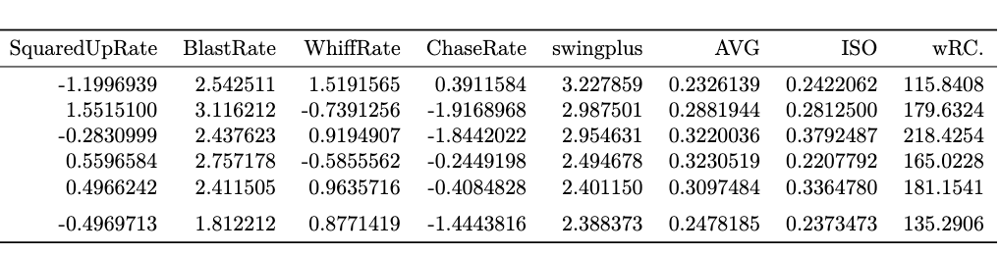 SquaredUpRate BlastRate WhiffRate ChaseRate swingplus AVG ISO wRC.
-1.1996939 2.542511 1.5191565 0.3911584 3.227859 0.2326139 0.2422062 115.8408
1.5515100 3.116212 -0.7391256 -1.9168968 2.987501 0.2881944 0.2812500 179.6324
-0.2830999 2.437623 0.9194907 -1.8442022 2.954631 0.3220036 0.3792487 218.4254
0.5596584 2.757178 -0.5855562 -0.2449198 2.494678 0.3230519 0.2207792 165.0228
0.4966242 2.411505 0.9635716 -0.4084828 2.401150 0.3097484 0.3364780 181.1541
-0.4969713 1.812212 0.8771419 -1.4443816 2.388373 0.2478185 0.2373473 135.2906